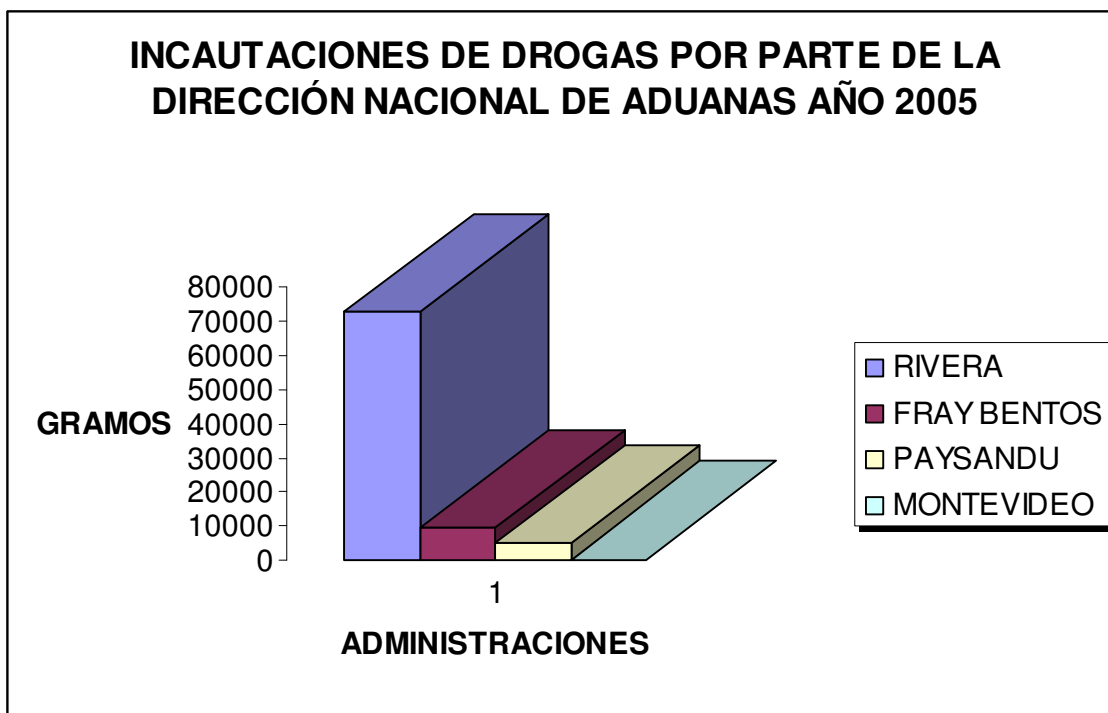 INCAUTACIONES DE DROGAS POR PARTE DE LA
DIRECCIÓN NACIONAL DE ADUANAS AÑO 2005
80000
70000
60000
50000
40000
30000
20000
10000
0
GRAMOS
1
ADMINISTRACIONES
RIVERA
FRAY BENTOS
PAYSANDU
MONTEVIDEO